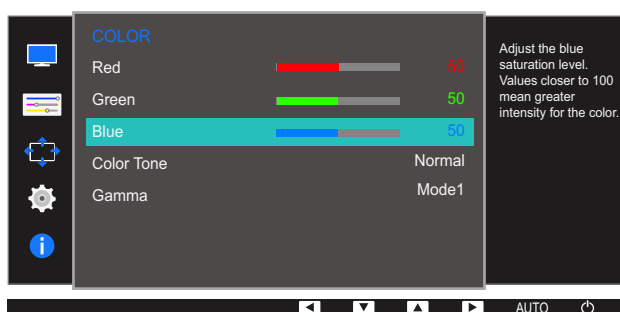 COLOR
Red 50
Green 50
Blue 50
Color Tone Normal
Gamma Mode1
Adjust the blue
saturation level.
Values closer to 100
mean greater
intensity for the color.
AUTO